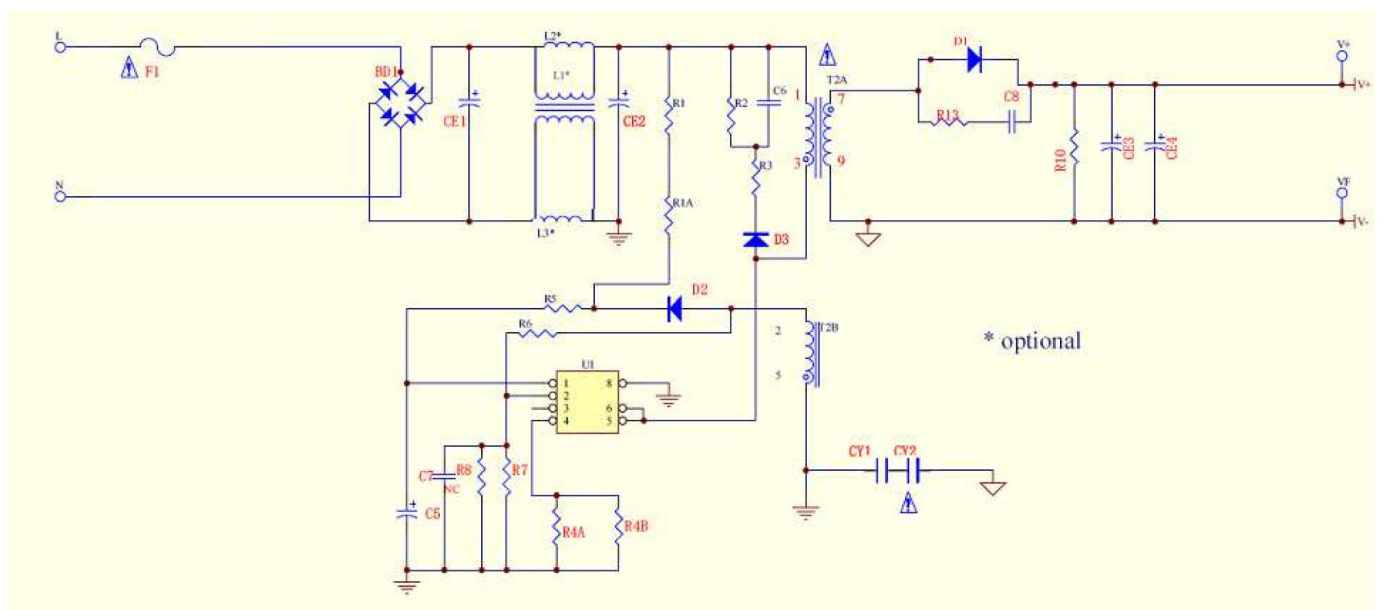 L
F1
BD1
CE1
L2*
L1*
L3*
CE2
R1
R1A
R2
C6
R3
D3
1
3
T2A
7
9
D1
R13
C8
R10
CE3
CE4
V+
V+
VF
V-
N
R5
D2
R6
2
5
T2B
* optional
U1
1
2
3
4
8
6
5
C7
NC
R8
R7
C5
R4A
R4B
CY1
CY2